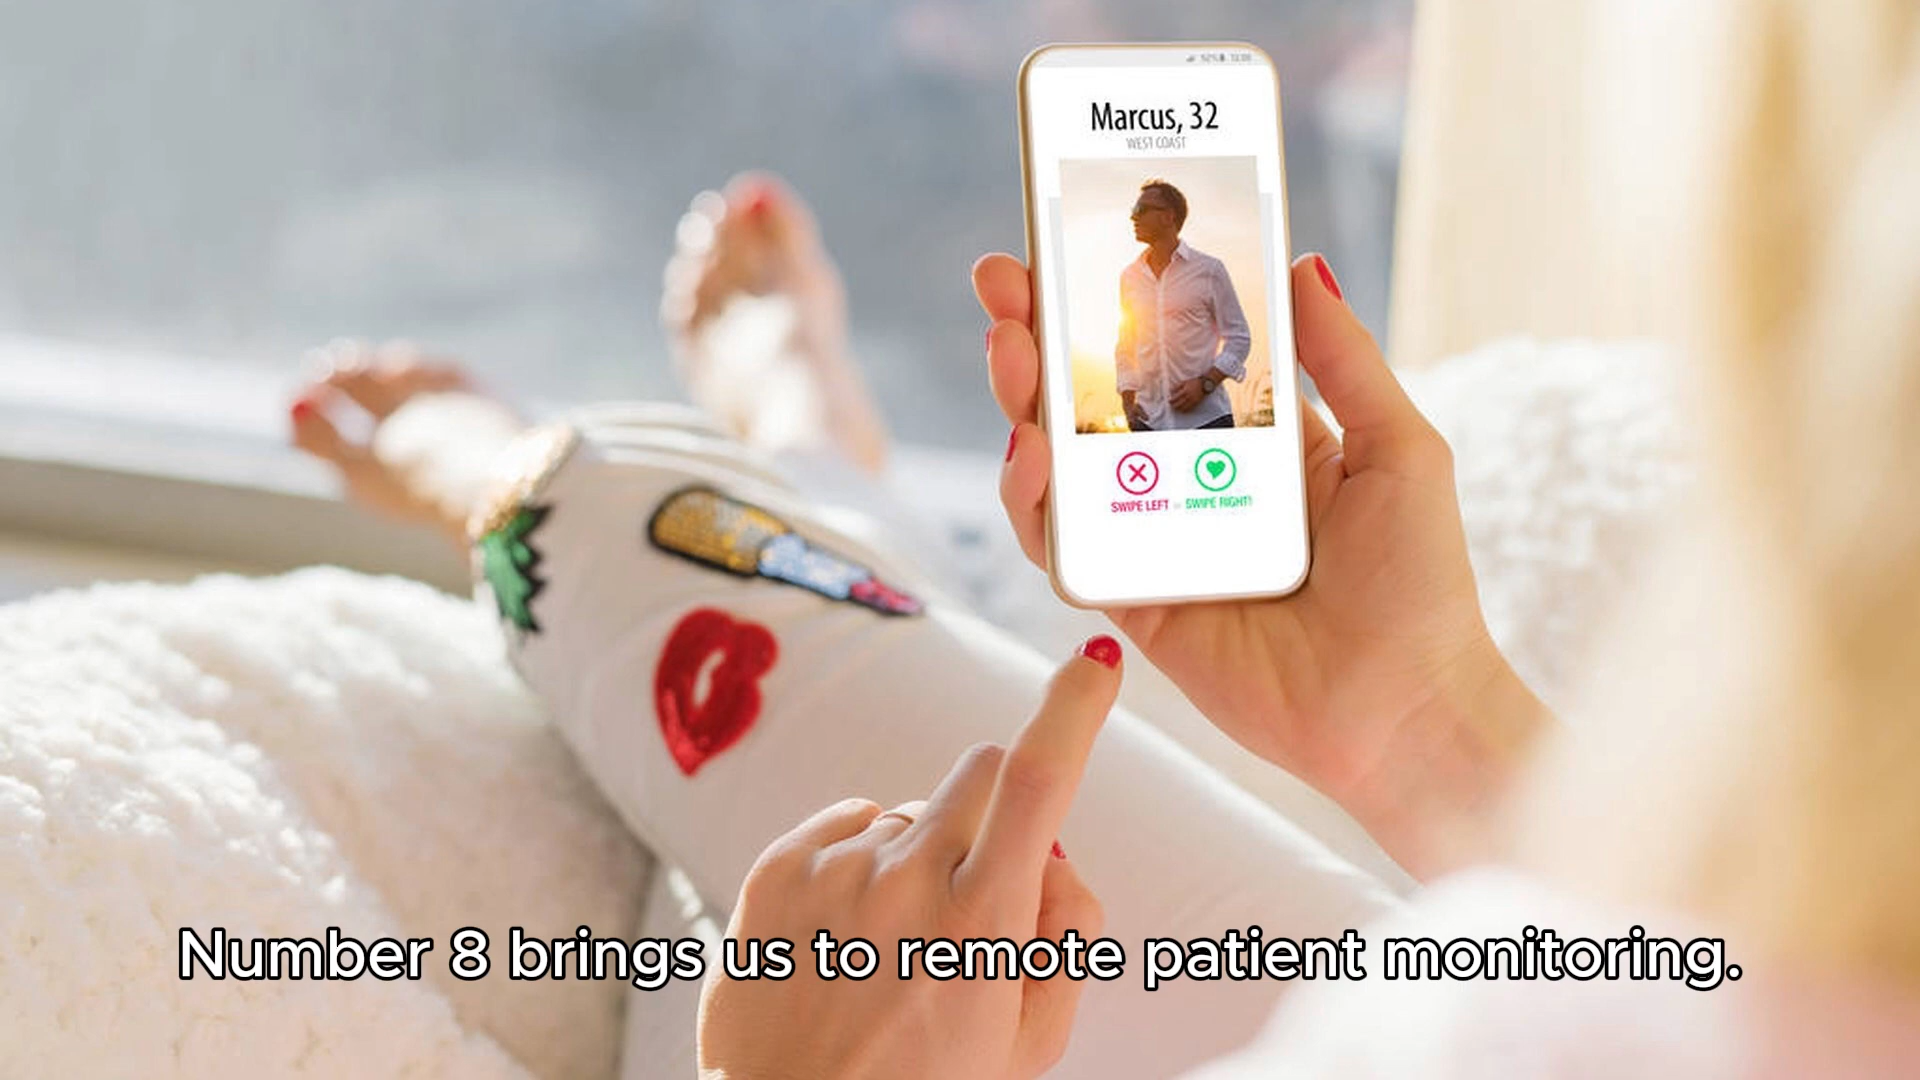 Marcus, 32
WEST COAST
SWIPE LEFT
SWIPE RIGHT!
Number 8 brings us to remote patient monitoring.